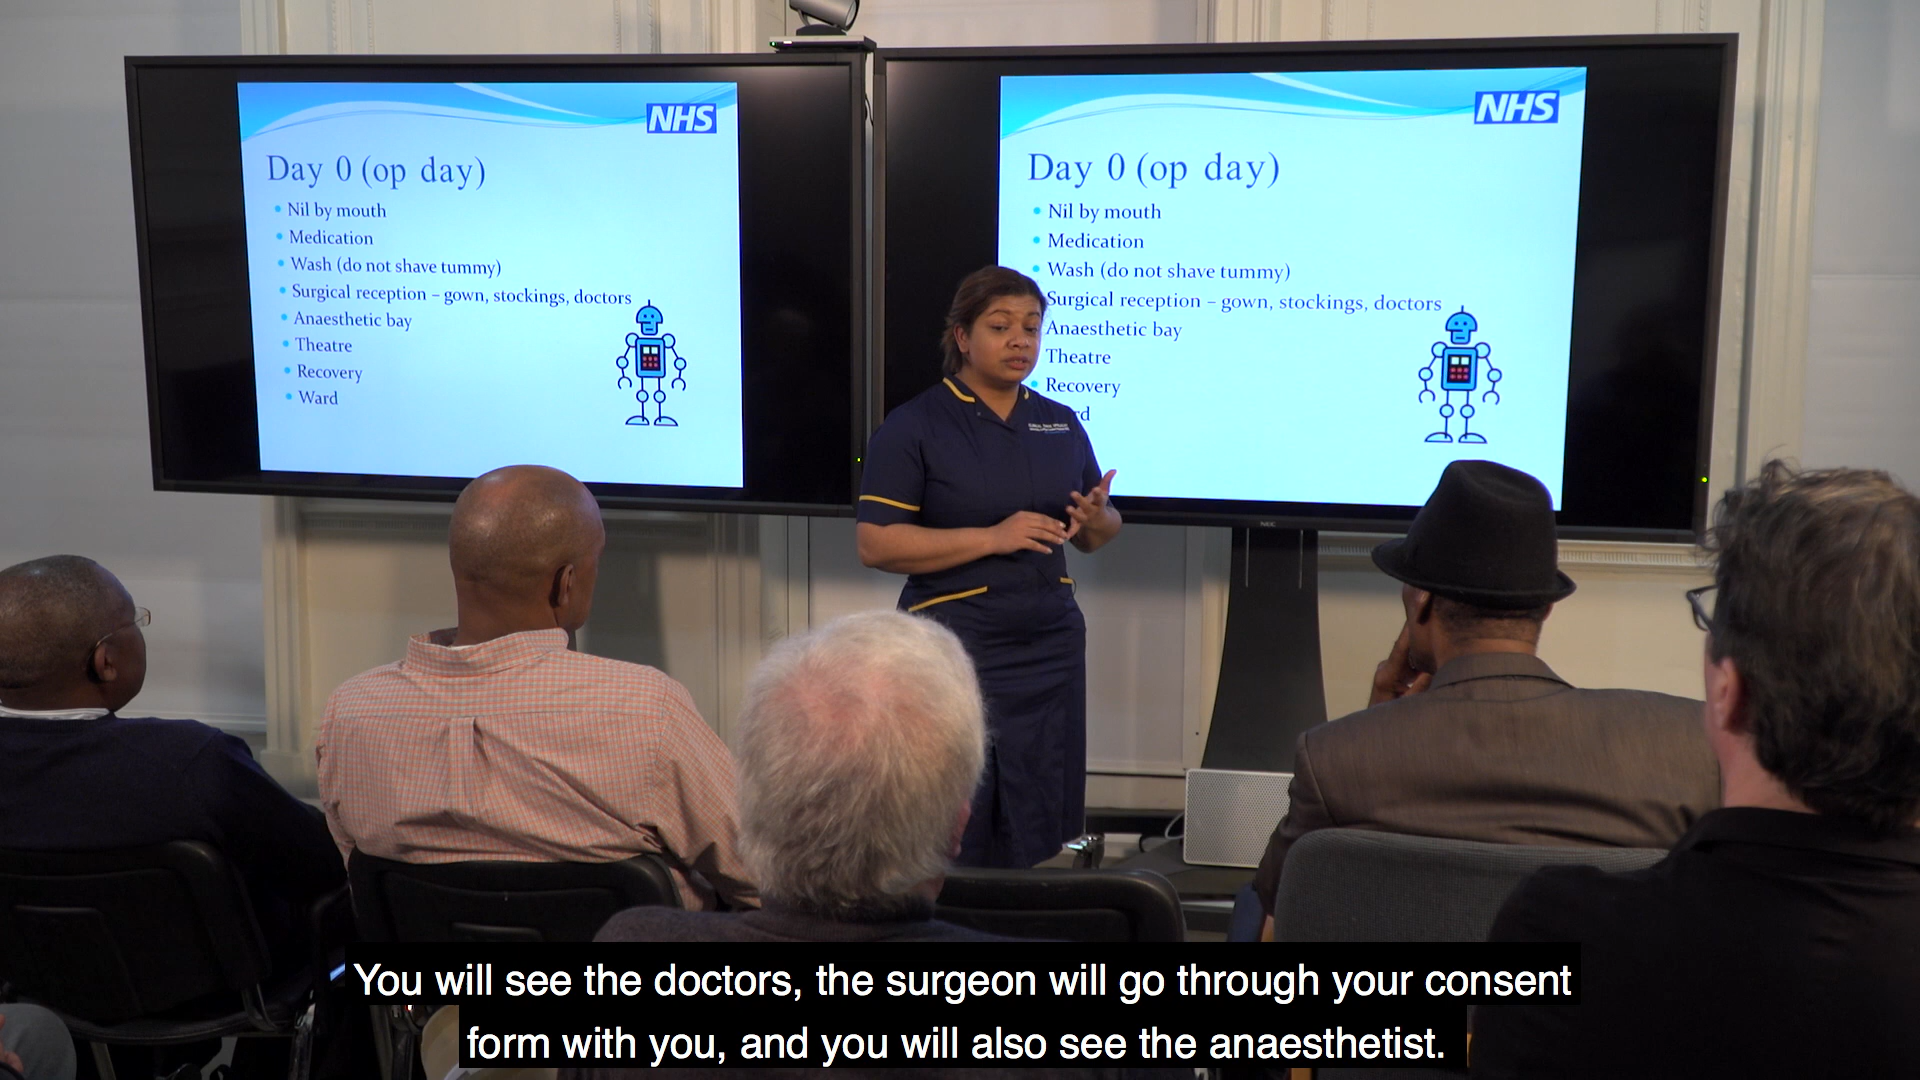 NHS
Day 0 (op day)
Nil by mouth
Medication
Wash (do not shave tummy)
Surgical reception – gown, stockings, doctors
Anaesthetic bay
Theatre
Recovery
Ward
NHS
Day 0 (op day)
Nil by mouth
Medication
Wash (do not shave tummy)
Surgical reception – gown, stockings, doctors
Anaesthetic bay
Theatre
Recovery
rd
NEC
You will see the doctors, the surgeon will go through your consent
form with you, and you will also see the anaesthetist.